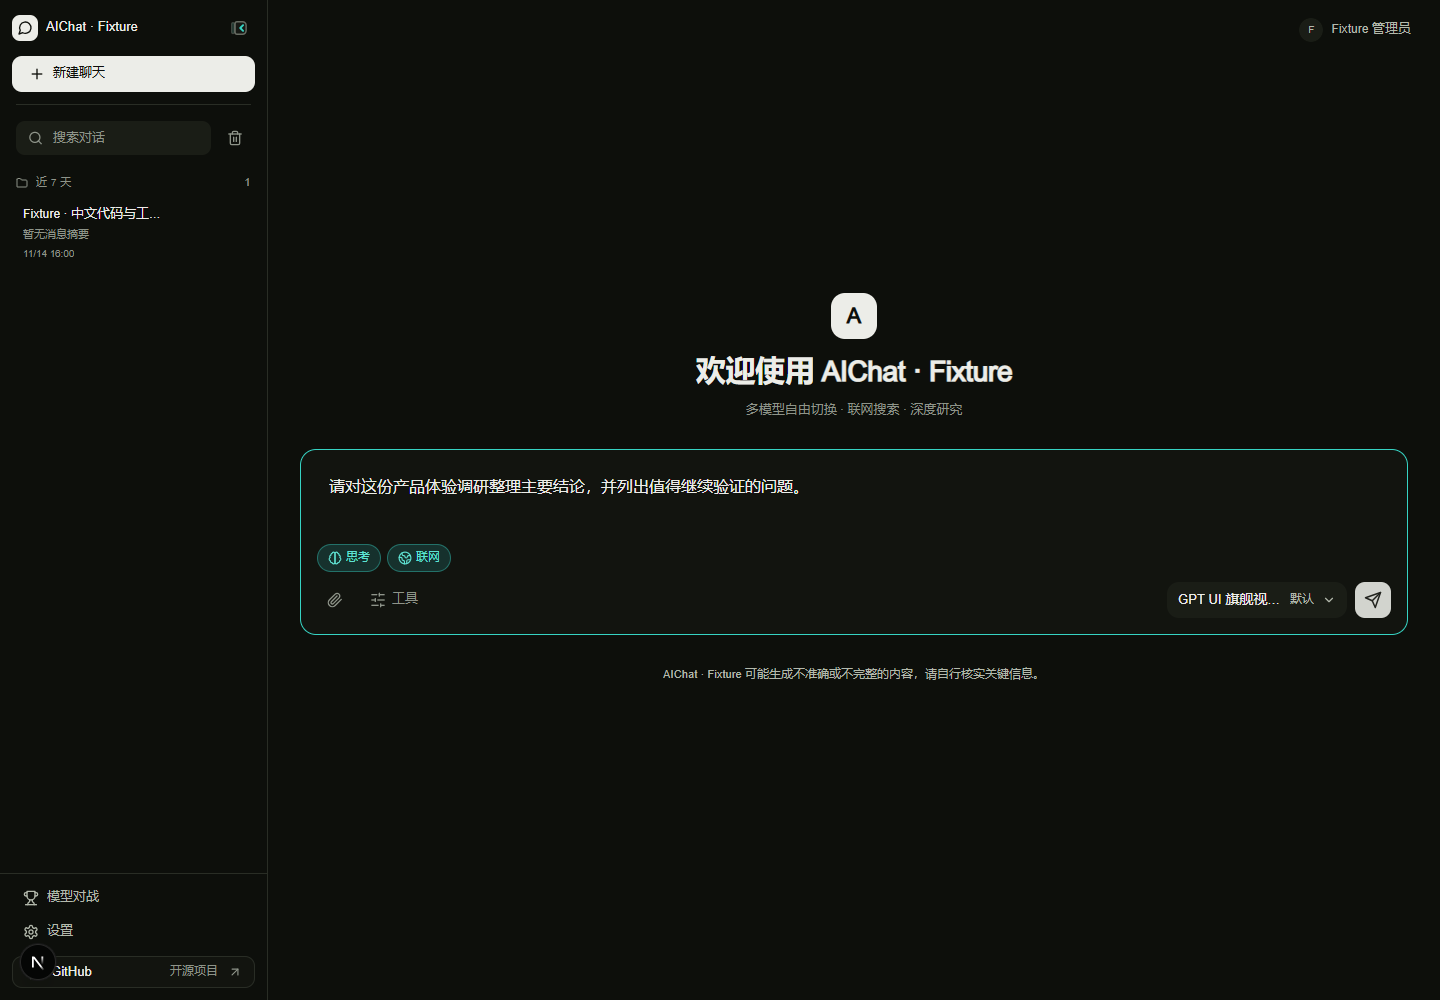 AIChat · Fixture
新建聊天
搜索对话
近 7 天
1
Fixture · 中文代码与工...
暂无消息摘要
11/14 16:00
模型对战
设置
N
GitHub
开源项目
F
Fixture 管理员
A
欢迎使用 AIChat · Fixture
多模型自由切换 · 联网搜索 · 深度研究
请对这份产品体验调研整理主要结论，并列出值得继续验证的问题。
思考
联网
工具
GPT UI 旗舰视...
默认
AIChat · Fixture 可能生成不准确或不完整的内容，请自行核实关键信息。